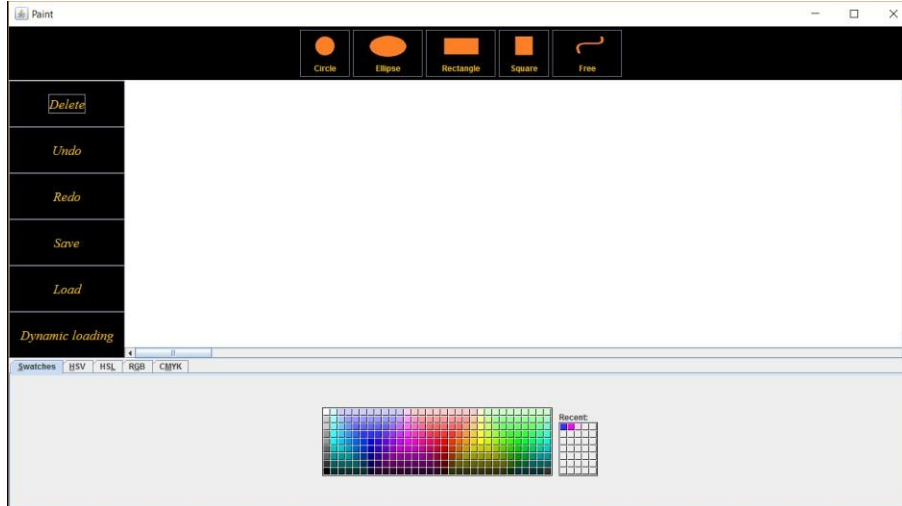 Paint
Circle Ellipse Rectangle Square Free
Delete
Undo
Redo
Save
Load
Dynamic loading
Swatches HSV HSL RGB CMYK
Recent: